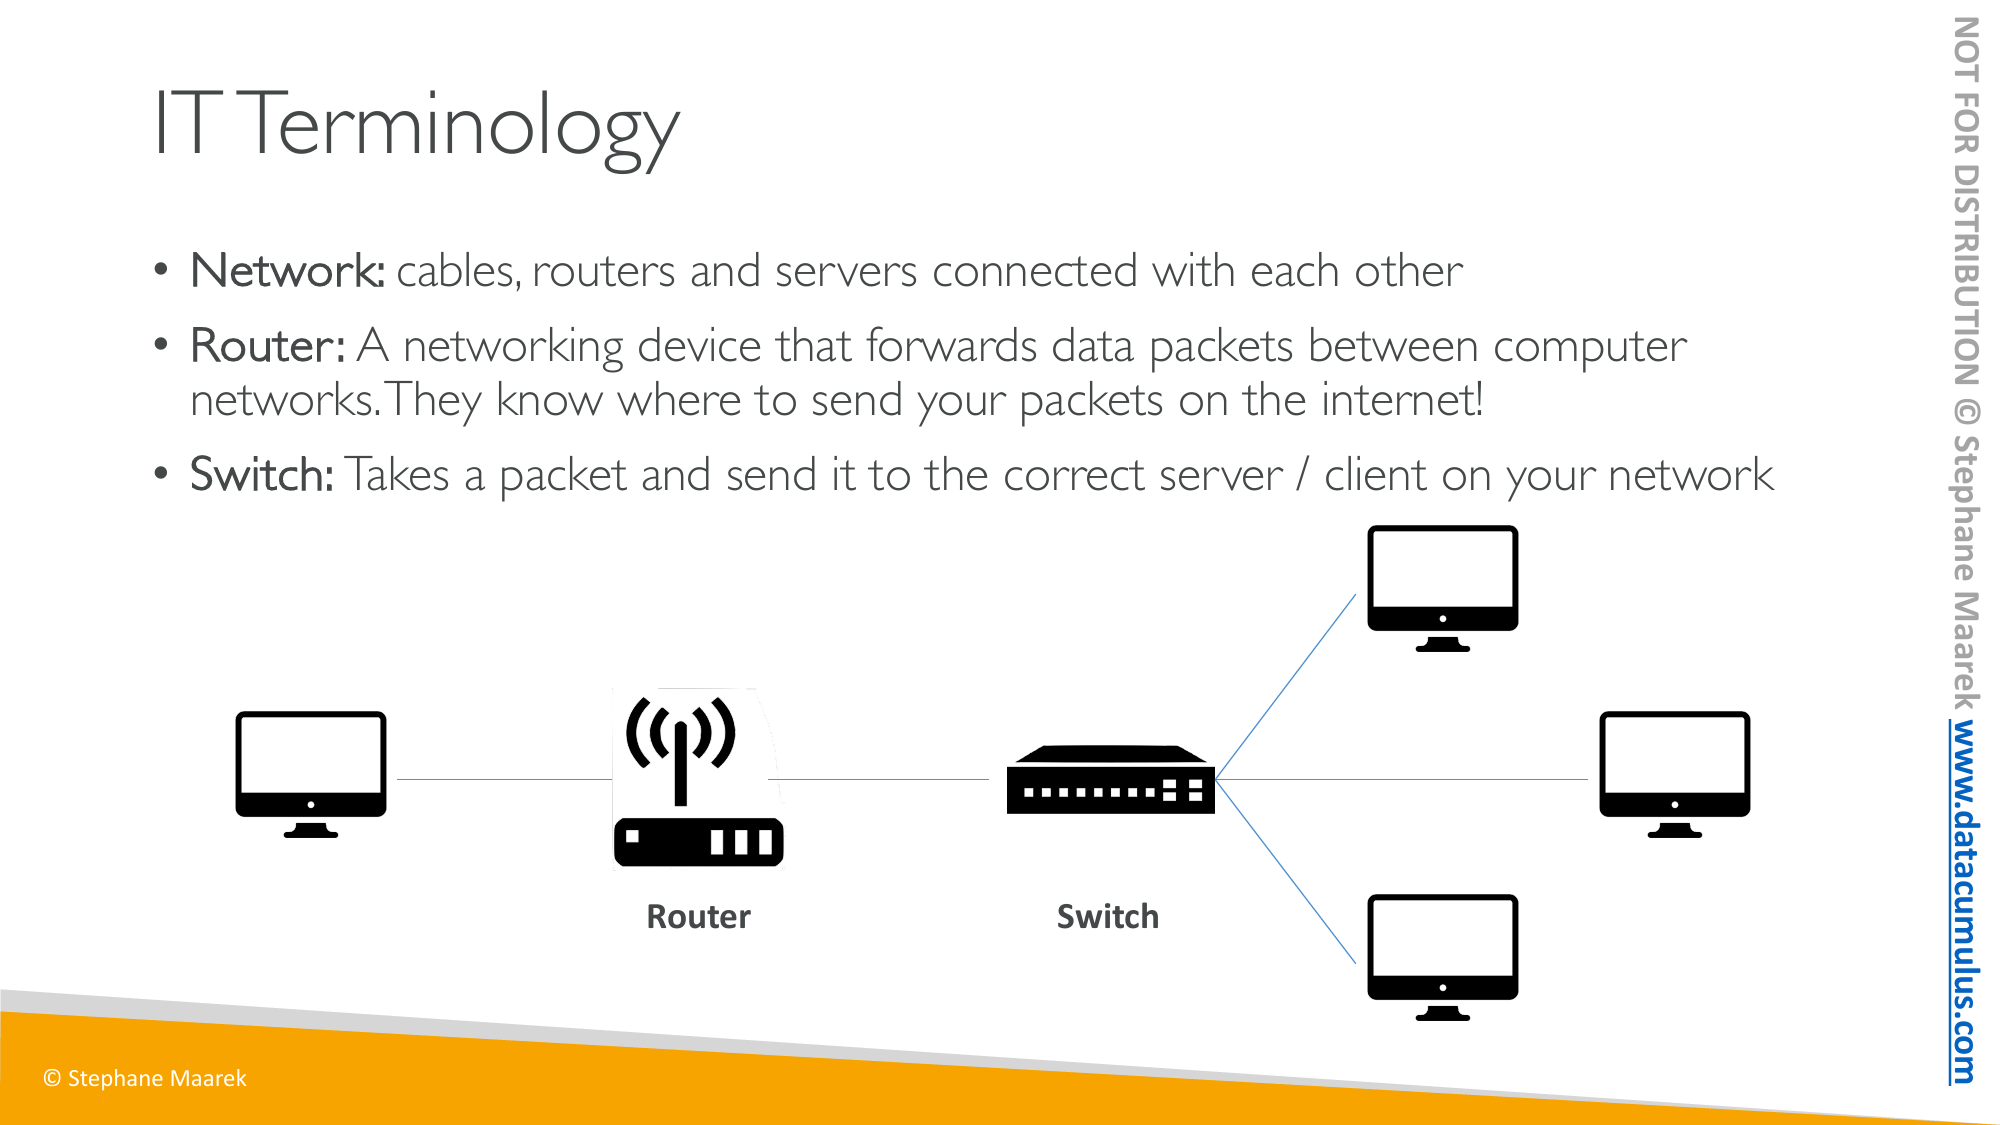 IT Terminology
• Network: cables, routers and servers connected with each other
• Router: A networking device that forwards data packets between computer
networks. They know where to send your packets on the internet!
• Switch: Takes a packet and send it to the correct server / client on your network
Router
Switch
© Stephane Maarek
NOT FOR DISTRIBUTION © Stephane Maarek www.datacumulus.com